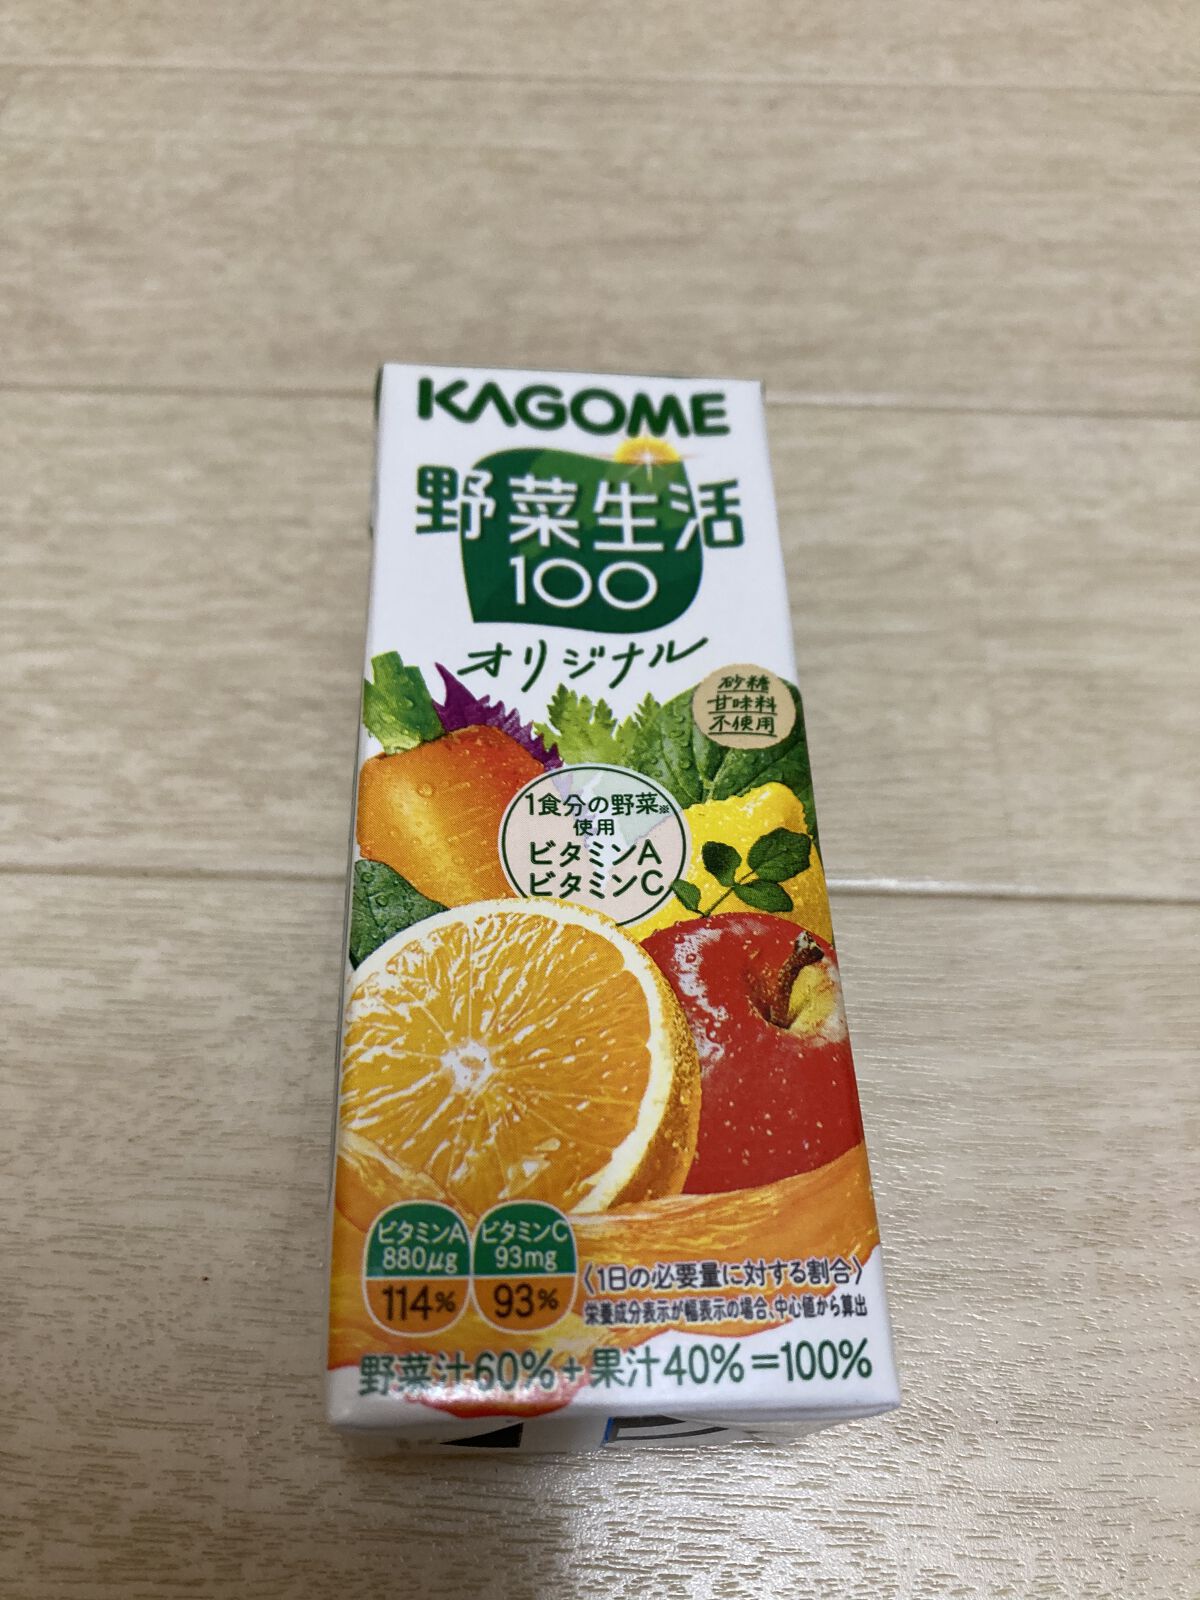 KAGOME
野菜生活
100
オリジナル
砂糖
甘味料
不使用
1食分の野菜※
使用
ビタミンA
ビタミンC
ビタミンA
880μg
114%
ビタミンC
93mg
93%
〈1日の必要量に対する割合〉
栄養成分表示が幅表示の場合、中心値から算出
野菜汁60%+果汁40%=100%